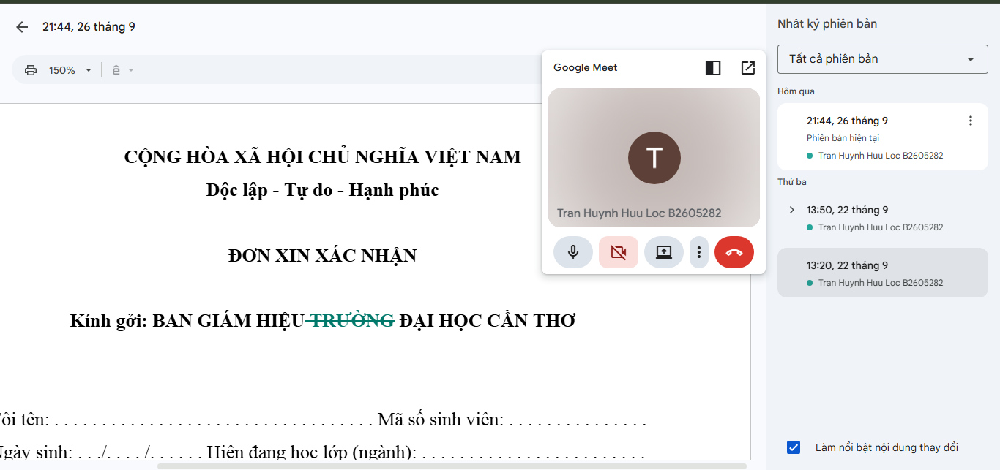 21:44, 26 tháng 9
150%
ê
CỘNG HÒA XÃ HỘI CHỦ NGHĨA VIỆT NAM
Độc lập - Tự do - Hạnh phúc
ĐƠN XIN XÁC NHẬN
Kính gởi: BAN GIÁM HIỆU TRƯỜNG ĐẠI HỌC CẦN THƠ
Tôi tên: . . . . . . . . . . . . . . . . . . . . . . . . . . . . . . . . . . Mã số sinh viên: . . . . . . . . . . . . . . .
Ngày sinh: . . ./. . . . /. . . . . . Hiện đang học lớp (ngành): . . . . . . . . . . . . . . . . . . . . . . . .
Google Meet
T
Tran Huynh Huu Loc B2605282
Nhật ký phiên bản
Tất cả phiên bản
Hôm qua
21:44, 26 tháng 9
Phiên bản hiện tại
Tran Huynh Huu Loc B2605282
Thứ ba
13:50, 22 tháng 9
Tran Huynh Huu Loc B2605282
13:20, 22 tháng 9
Tran Huynh Huu Loc B2605282
Làm nổi bật nội dung thay đổi